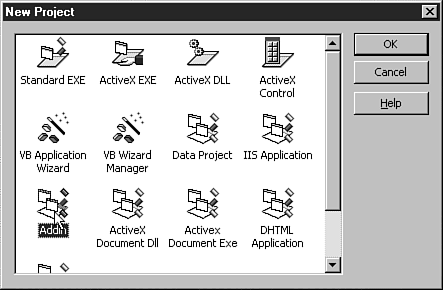 New Project
Standard EXE
ActiveX EXE
ActiveX DLL
ActiveX
Control
OK
Cancel
Help
VB Application
Wizard
VB Wizard
Manager
Data Project
IIS Application
Addin
ActiveX
Document Dll
Activex
Document Exe
DHTML
Application